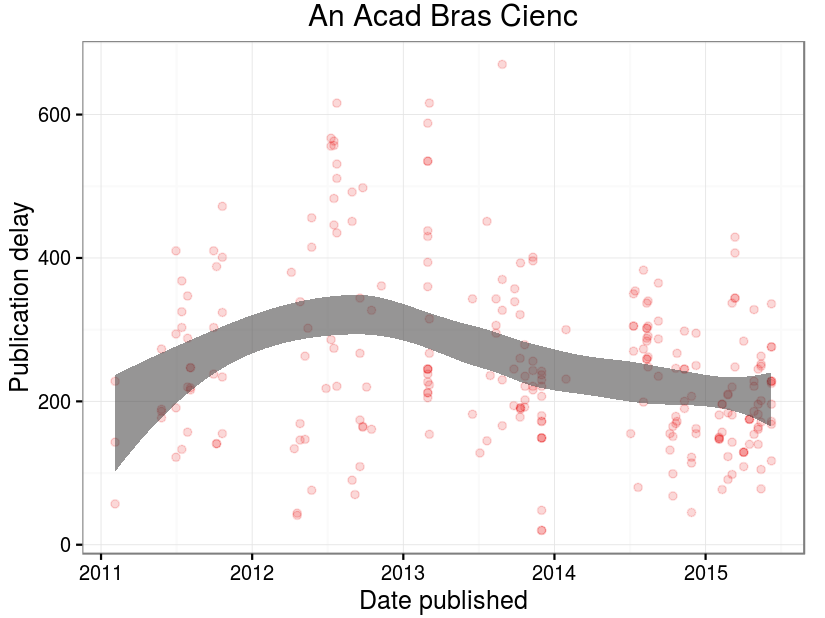 An Acad Bras Cienc
Publication delay
600
400
200
0
2011 2012 2013 2014 2015
Date published